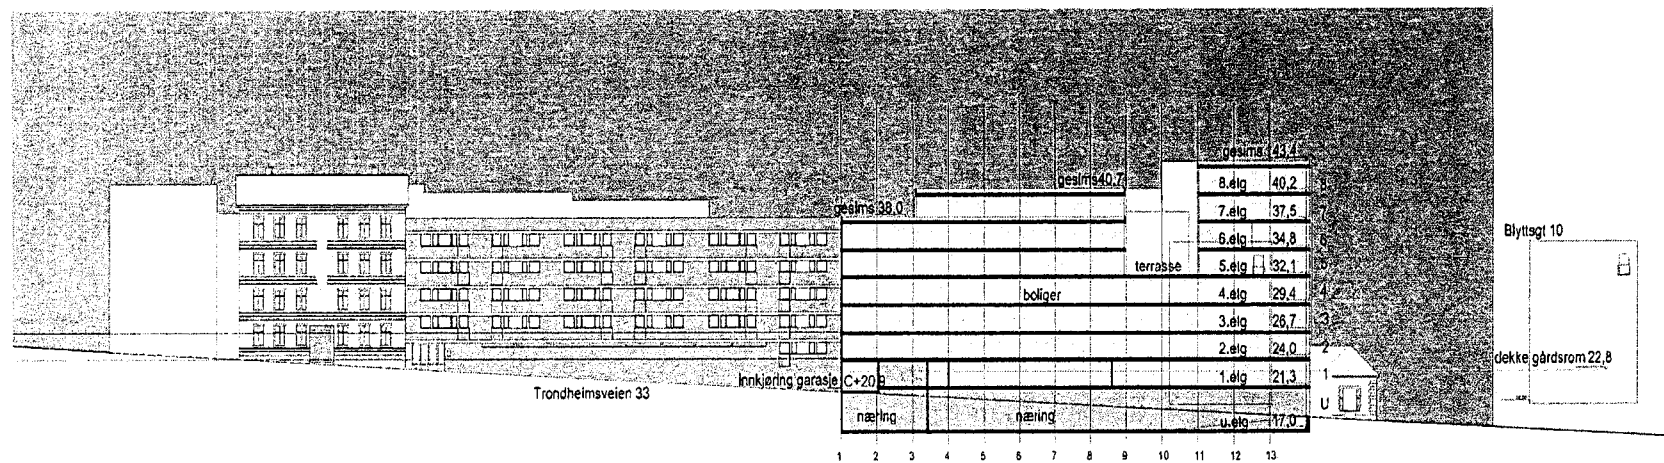 gesims 43,4
gesims 40,7
8.etg 40,2 8
gesims 38,0
7.etg 37,5 7
Blyttsgt 10
6.etg 34,8 6
terrasse 5.etg 32,1 5
boliger 4.etg 29,4 4
3.etg 26,7 3
2.etg 24,0 2
dekke gårdsrom 22,8
Innkjøring garasje C+20,9
1.etg 21,3 1
Trondheimsveien 33
U
næring
næring
u.etg 17,0
1 2 3 4 5 6 7 8 9 10 11 12 13